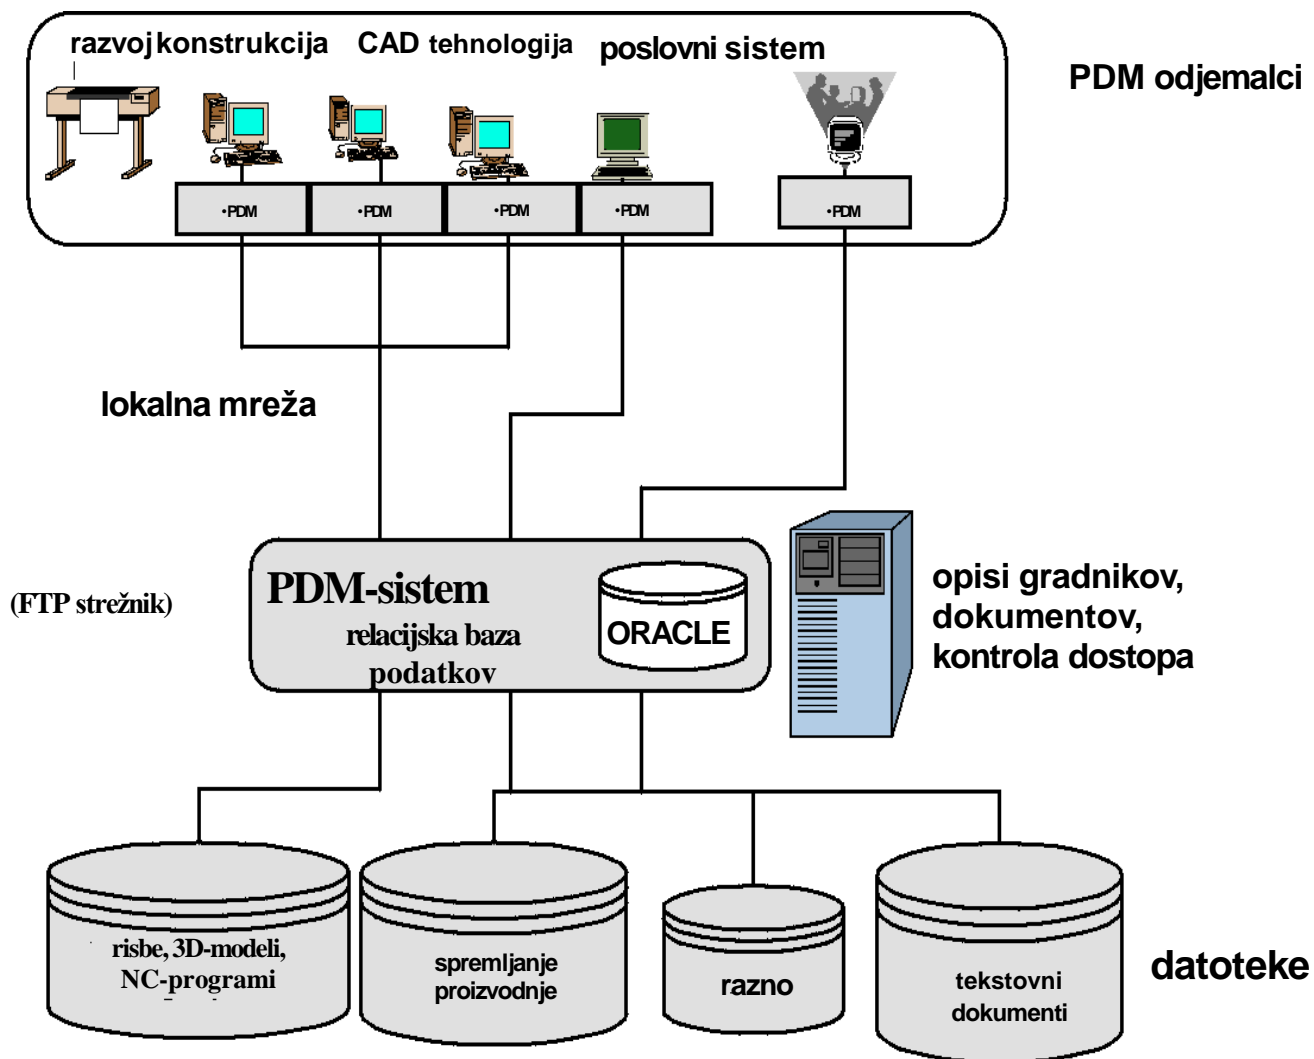 razvoj konstrukcija
CAD tehnologija
poslovni sistem
PDM odjemalci
•PDM
•PDM
•PDM
•PDM
•PDM
lokalna mreža
(FTP strežnik)
PDM-sistem
relacijska baza
podatkov
ORACLE
opisi gradnikov,
dokumentov,
kontrola dostopa
risbe, 3D-modeli,
NC-programi
spremljanje
proizvodnje
razno
tekstovni
dokumenti
datoteke